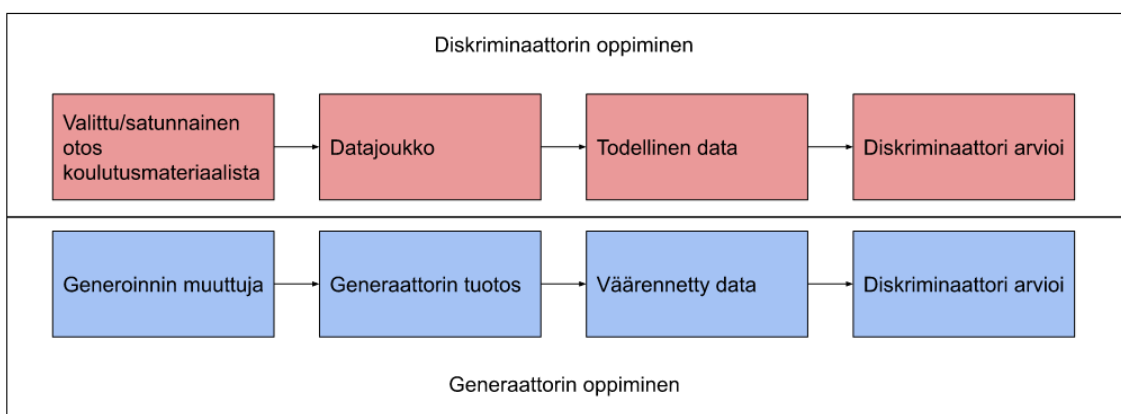 Diskriminaattorin oppiminen
Valittu/satunnainen
otos
koulutusmateriaalista
Datajoukko
Todellinen data
Diskriminaattori arvioi
Generoinnin muuttuja
Generaattorin tuotos
Väärennetty data
Diskriminaattori arvioi
Generaattorin oppiminen